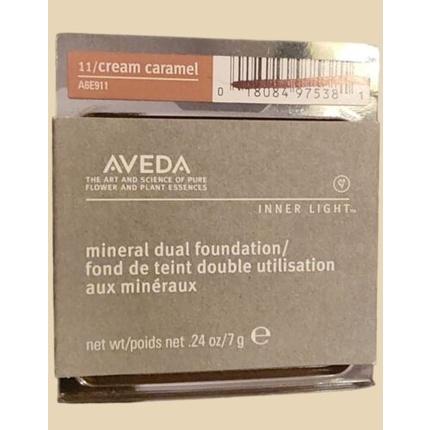 11/cream caramel
A6E911
0 18084 97538 1
AVEDA
THE ART AND SCIENCE OF PURE
FLOWER AND PLANT ESSENCES
INNER LIGHT™
mineral dual foundation/
fond de teint double utilisation
aux minéraux
net wt/poids net .24 oz/7 g ℮